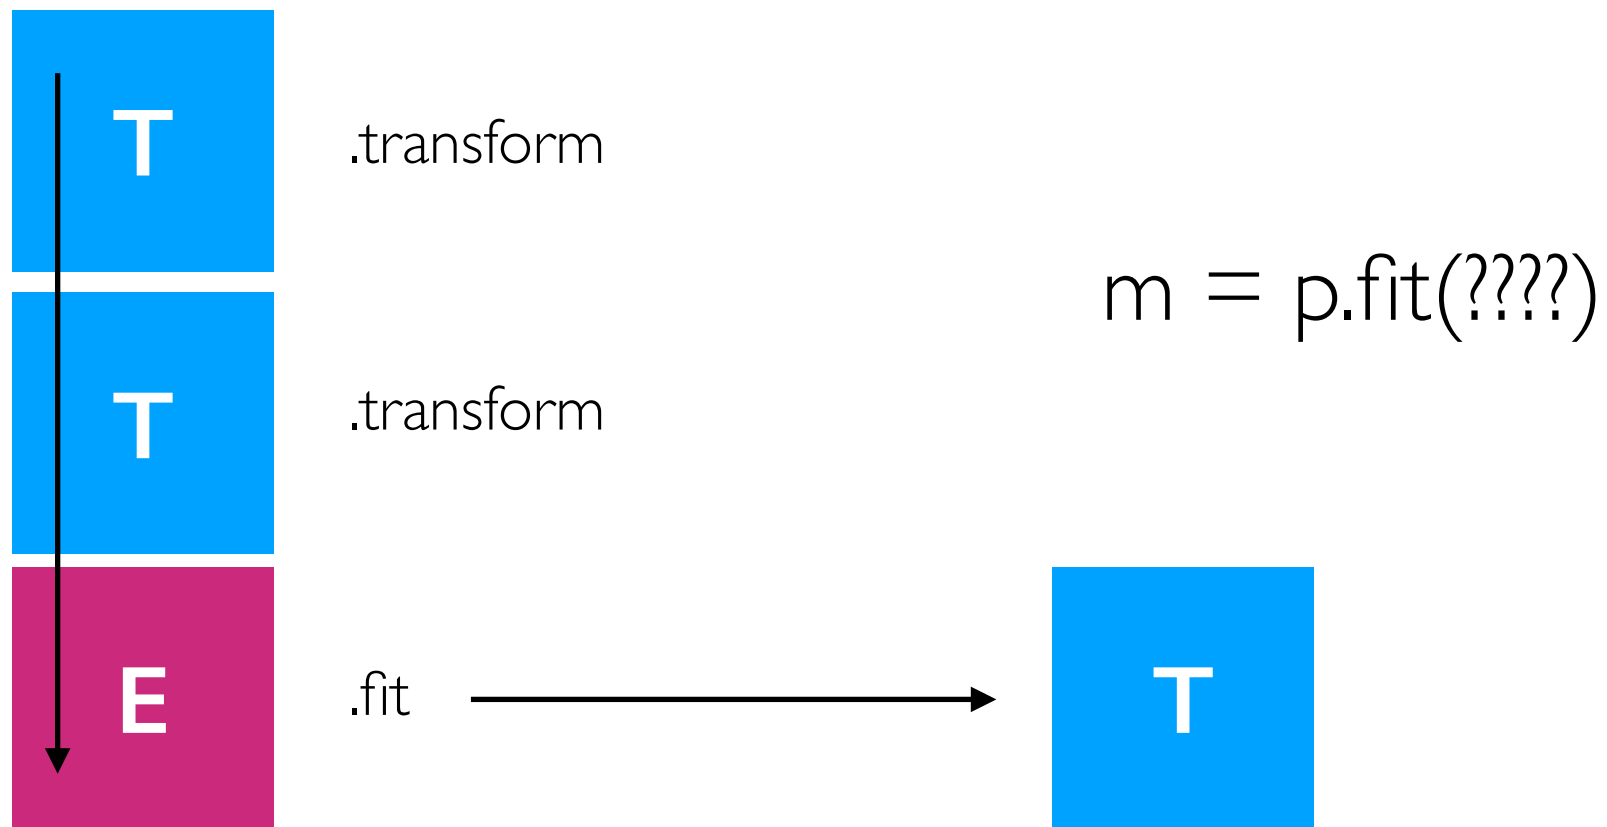 T
.transform
m = p.fit(????)
T
.transform
E
.fit
T